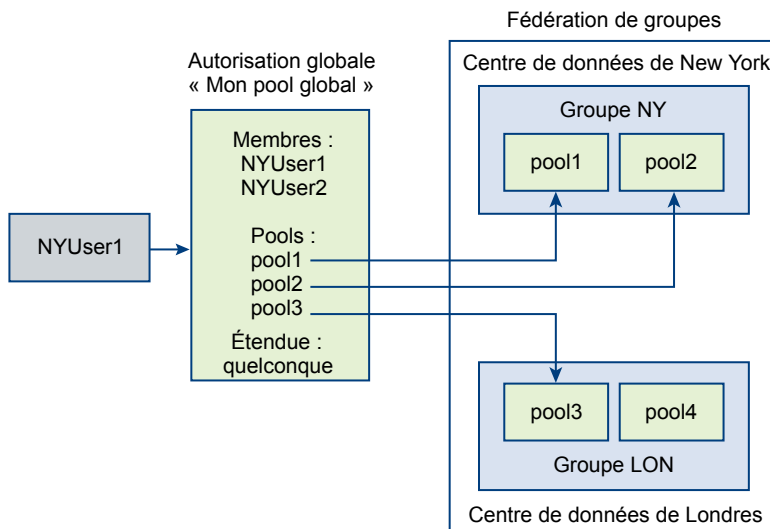 Fédération de groupes
Autorisation globale
« Mon pool global »
Centre de données de New York
Groupe NY
pool1
pool2
Membres :
NYUser1
NYUser2
NYUser1
Pools :
pool1
pool2
pool3
Étendue :
quelconque
pool3
pool4
Groupe LON
Centre de données de Londres